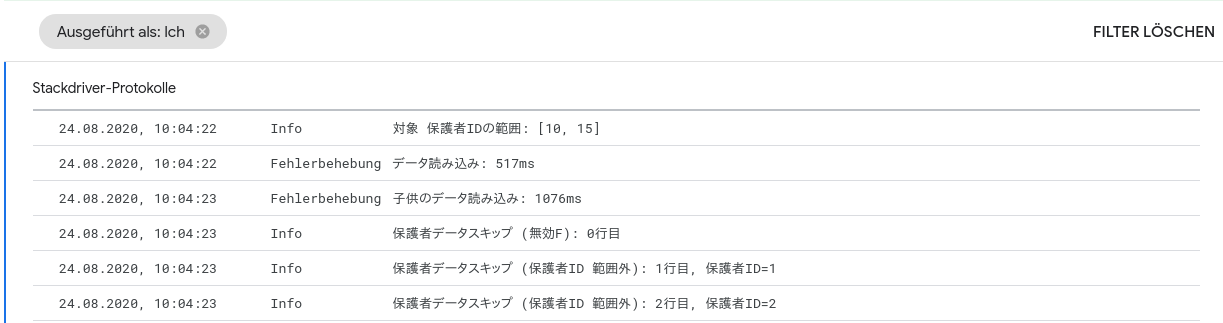 Ausgeführt als: Ich
FILTER LÖSCHEN
Stackdriver-Protokolle
24.08.2020, 10:04:22 Info 対象 保護者IDの範囲: [10, 15]
24.08.2020, 10:04:22 Fehlerbehebung データ読み込み: 517ms
24.08.2020, 10:04:23 Fehlerbehebung 子供のデータ読み込み: 1076ms
24.08.2020, 10:04:23 Info 保護者データスキップ (無効F): 0行目
24.08.2020, 10:04:23 Info 保護者データスキップ (保護者ID 範囲外): 1行目, 保護者ID=1
24.08.2020, 10:04:23 Info 保護者データスキップ (保護者ID 範囲外): 2行目, 保護者ID=2